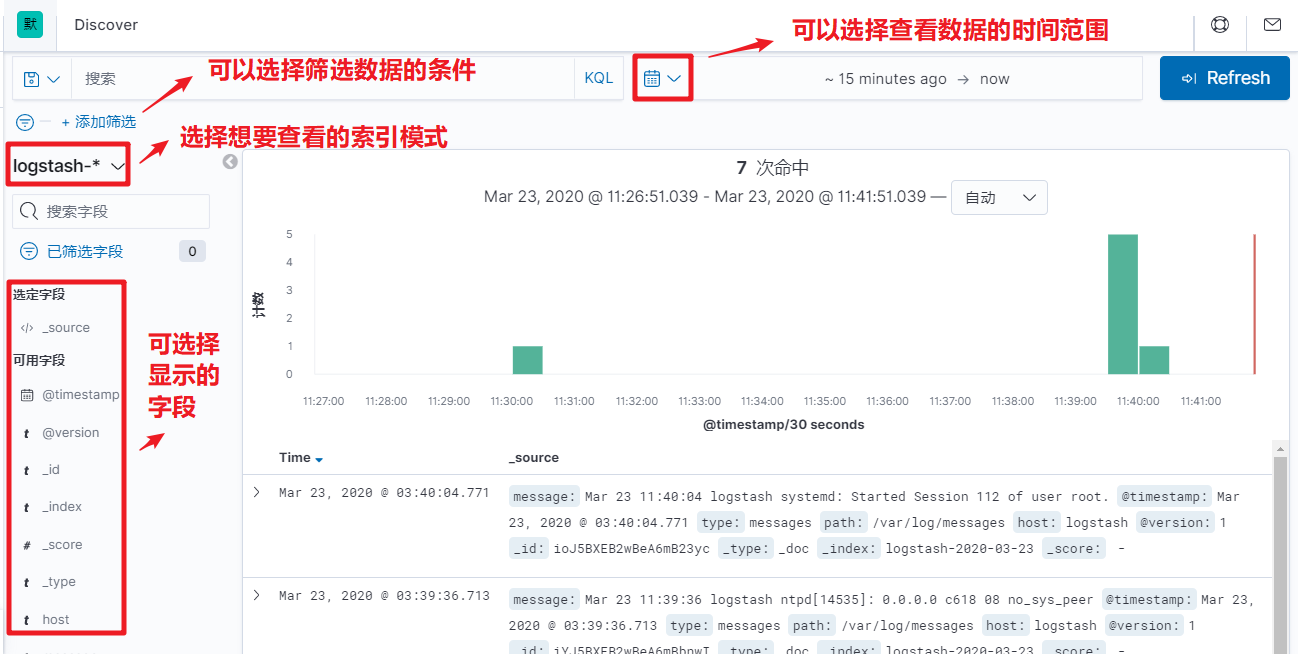 默 Discover
可以选择查看数据的时间范围
搜索 KQL ~ 15 minutes ago → now Refresh
可以选择筛选数据的条件
+ 添加筛选
选择想要查看的索引模式
logstash-*
搜索字段
已筛选字段 0
选定字段
</> _source
可用字段
@timestamp
t @version
t _id
t _index
# _score
t _type
t host
可选择
显示的
字段
7 次命中
Mar 23, 2020 @ 11:26:51.039 - Mar 23, 2020 @ 11:41:51.039 — 自动
计数
5
4
3
2
1
0
11:27:00 11:28:00 11:29:00 11:30:00 11:31:00 11:32:00 11:33:00 11:34:00 11:35:00 11:36:00 11:37:00 11:38:00 11:39:00 11:40:00 11:41:00
@timestamp/30 seconds
Time _source
Mar 23, 2020 @ 03:40:04.771 message: Mar 23 11:40:04 logstash systemd: Started Session 112 of user root. @timestamp: Mar
23, 2020 @ 03:40:04.771 type: messages path: /var/log/messages host: logstash @version: 1
_id: ioJ5BXEB2wBeA6mB23yc _type: _doc _index: logstash-2020-03-23 _score: -
Mar 23, 2020 @ 03:39:36.713 message: Mar 23 11:39:36 logstash ntpd[14535]: 0.0.0.0 c618 08 no_sys_peer @timestamp: Mar 23,
2020 @ 03:39:36.713 type: messages path: /var/log/messages host: logstash @version: 1
_id: _type: _doc _index: logstash-2020-03-23 _score: -